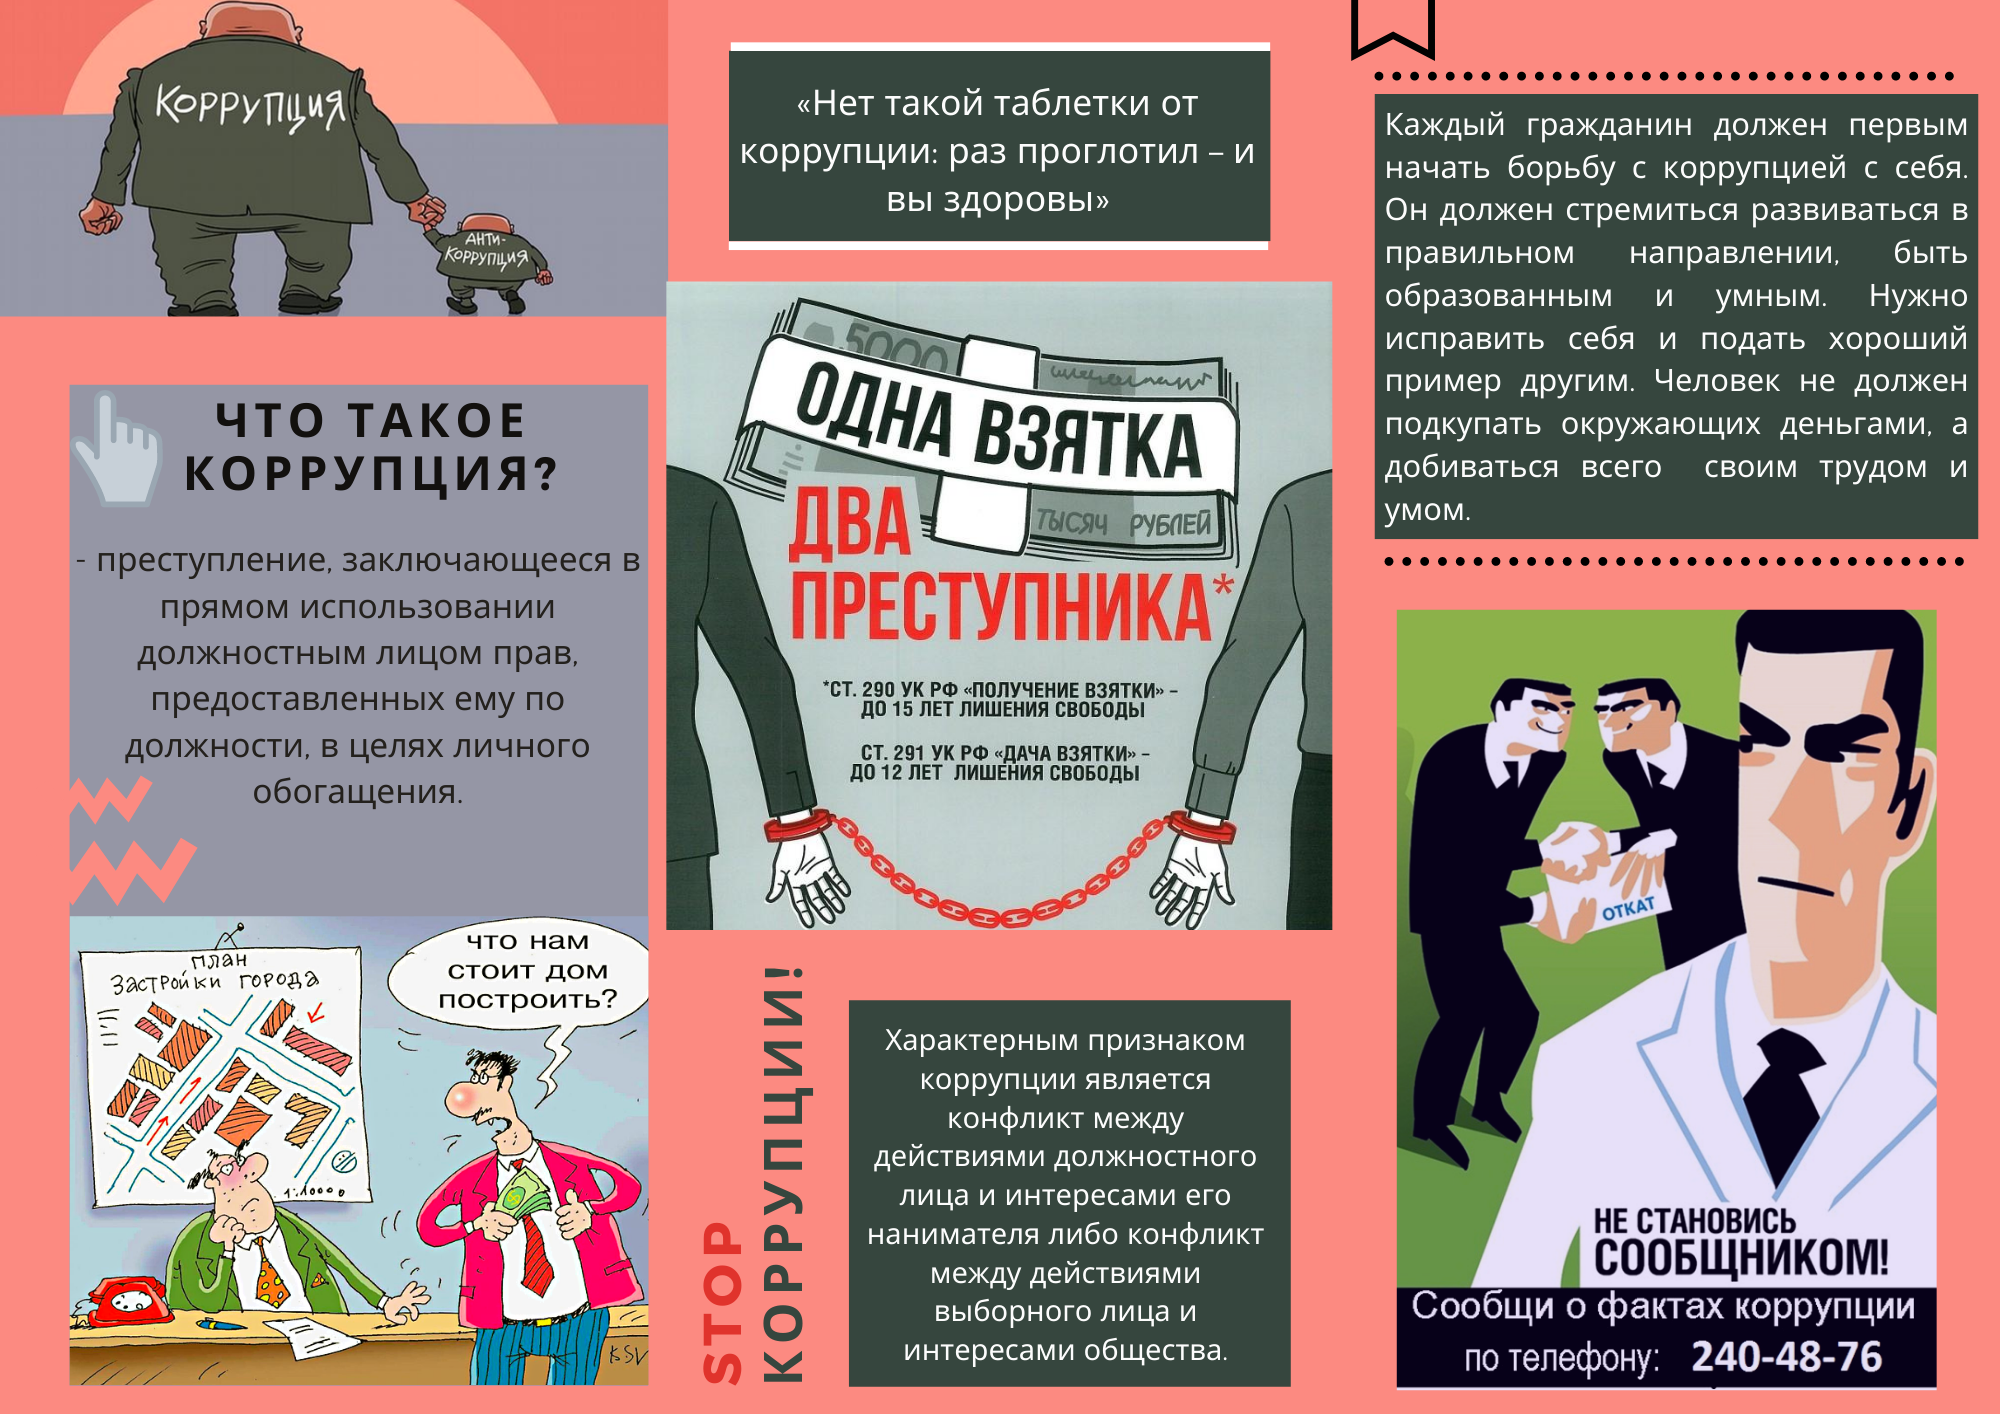 КОРРУПЦИЯ
АНТИ-
КОРРУПЦИЯ
ЧТО ТАКОЕ
КОРРУПЦИЯ?
- преступление, заключающееся в
прямом использовании
должностным лицом прав,
предоставленных ему по
должности, в целях личного
обогащения.
план
застройки города
1:10000
что нам
стоит дом
построить?
KSV
«Нет такой таблетки от
коррупции: раз проглотил – и
вы здоровы»
5000
ОДНА ВЗЯТКА
ТЫСЯЧ РУБЛЕЙ
ДВА
ПРЕСТУПНИКА*
*СТ. 290 УК РФ «ПОЛУЧЕНИЕ ВЗЯТКИ» –
ДО 15 ЛЕТ ЛИШЕНИЯ СВОБОДЫ
СТ. 291 УК РФ «ДАЧА ВЗЯТКИ» –
ДО 12 ЛЕТ ЛИШЕНИЯ СВОБОДЫ
STOP
КОРРУПЦИИ!
Характерным признаком
коррупции является
конфликт между
действиями должностного
лица и интересами его
нанимателя либо конфликт
между действиями
выборного лица и
интересами общества.
Каждый гражданин должен первым
начать борьбу с коррупцией с себя.
Он должен стремиться развиваться в
правильном направлении, быть
образованным и умным. Нужно
исправить себя и подать хороший
пример другим. Человек не должен
подкупать окружающих деньгами, а
добиваться всего своим трудом и
умом.
ОТКАТ
НЕ СТАНОВИСЬ
СООБЩНИКОМ!
Сообщи о фактах коррупции
по телефону: 240-48-76